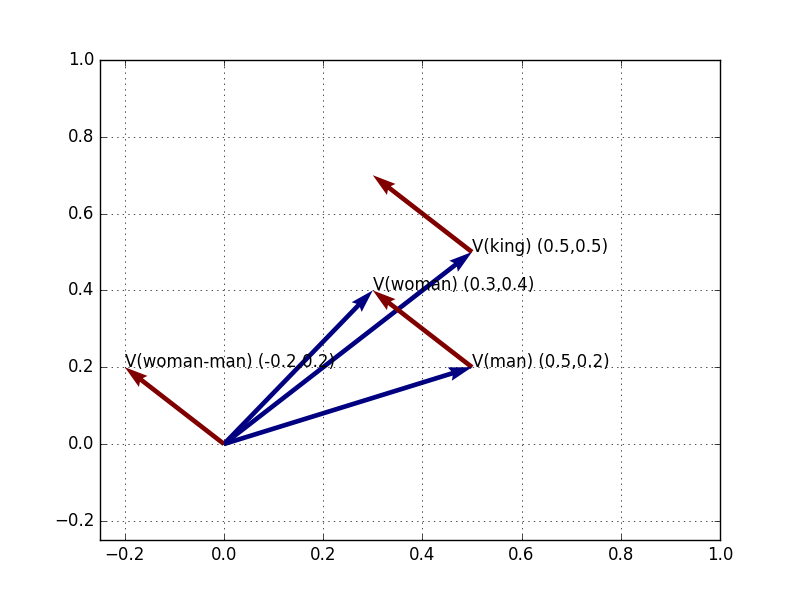 1.0
0.8
0.6
0.4
0.2
0.0
−0.2
V(king) (0.5,0.5)
V(woman) (0.3,0.4)
V(woman-man) (-0.2,0.2)
V(man) (0.5,0.2)
−0.2 0.0 0.2 0.4 0.6 0.8 1.0